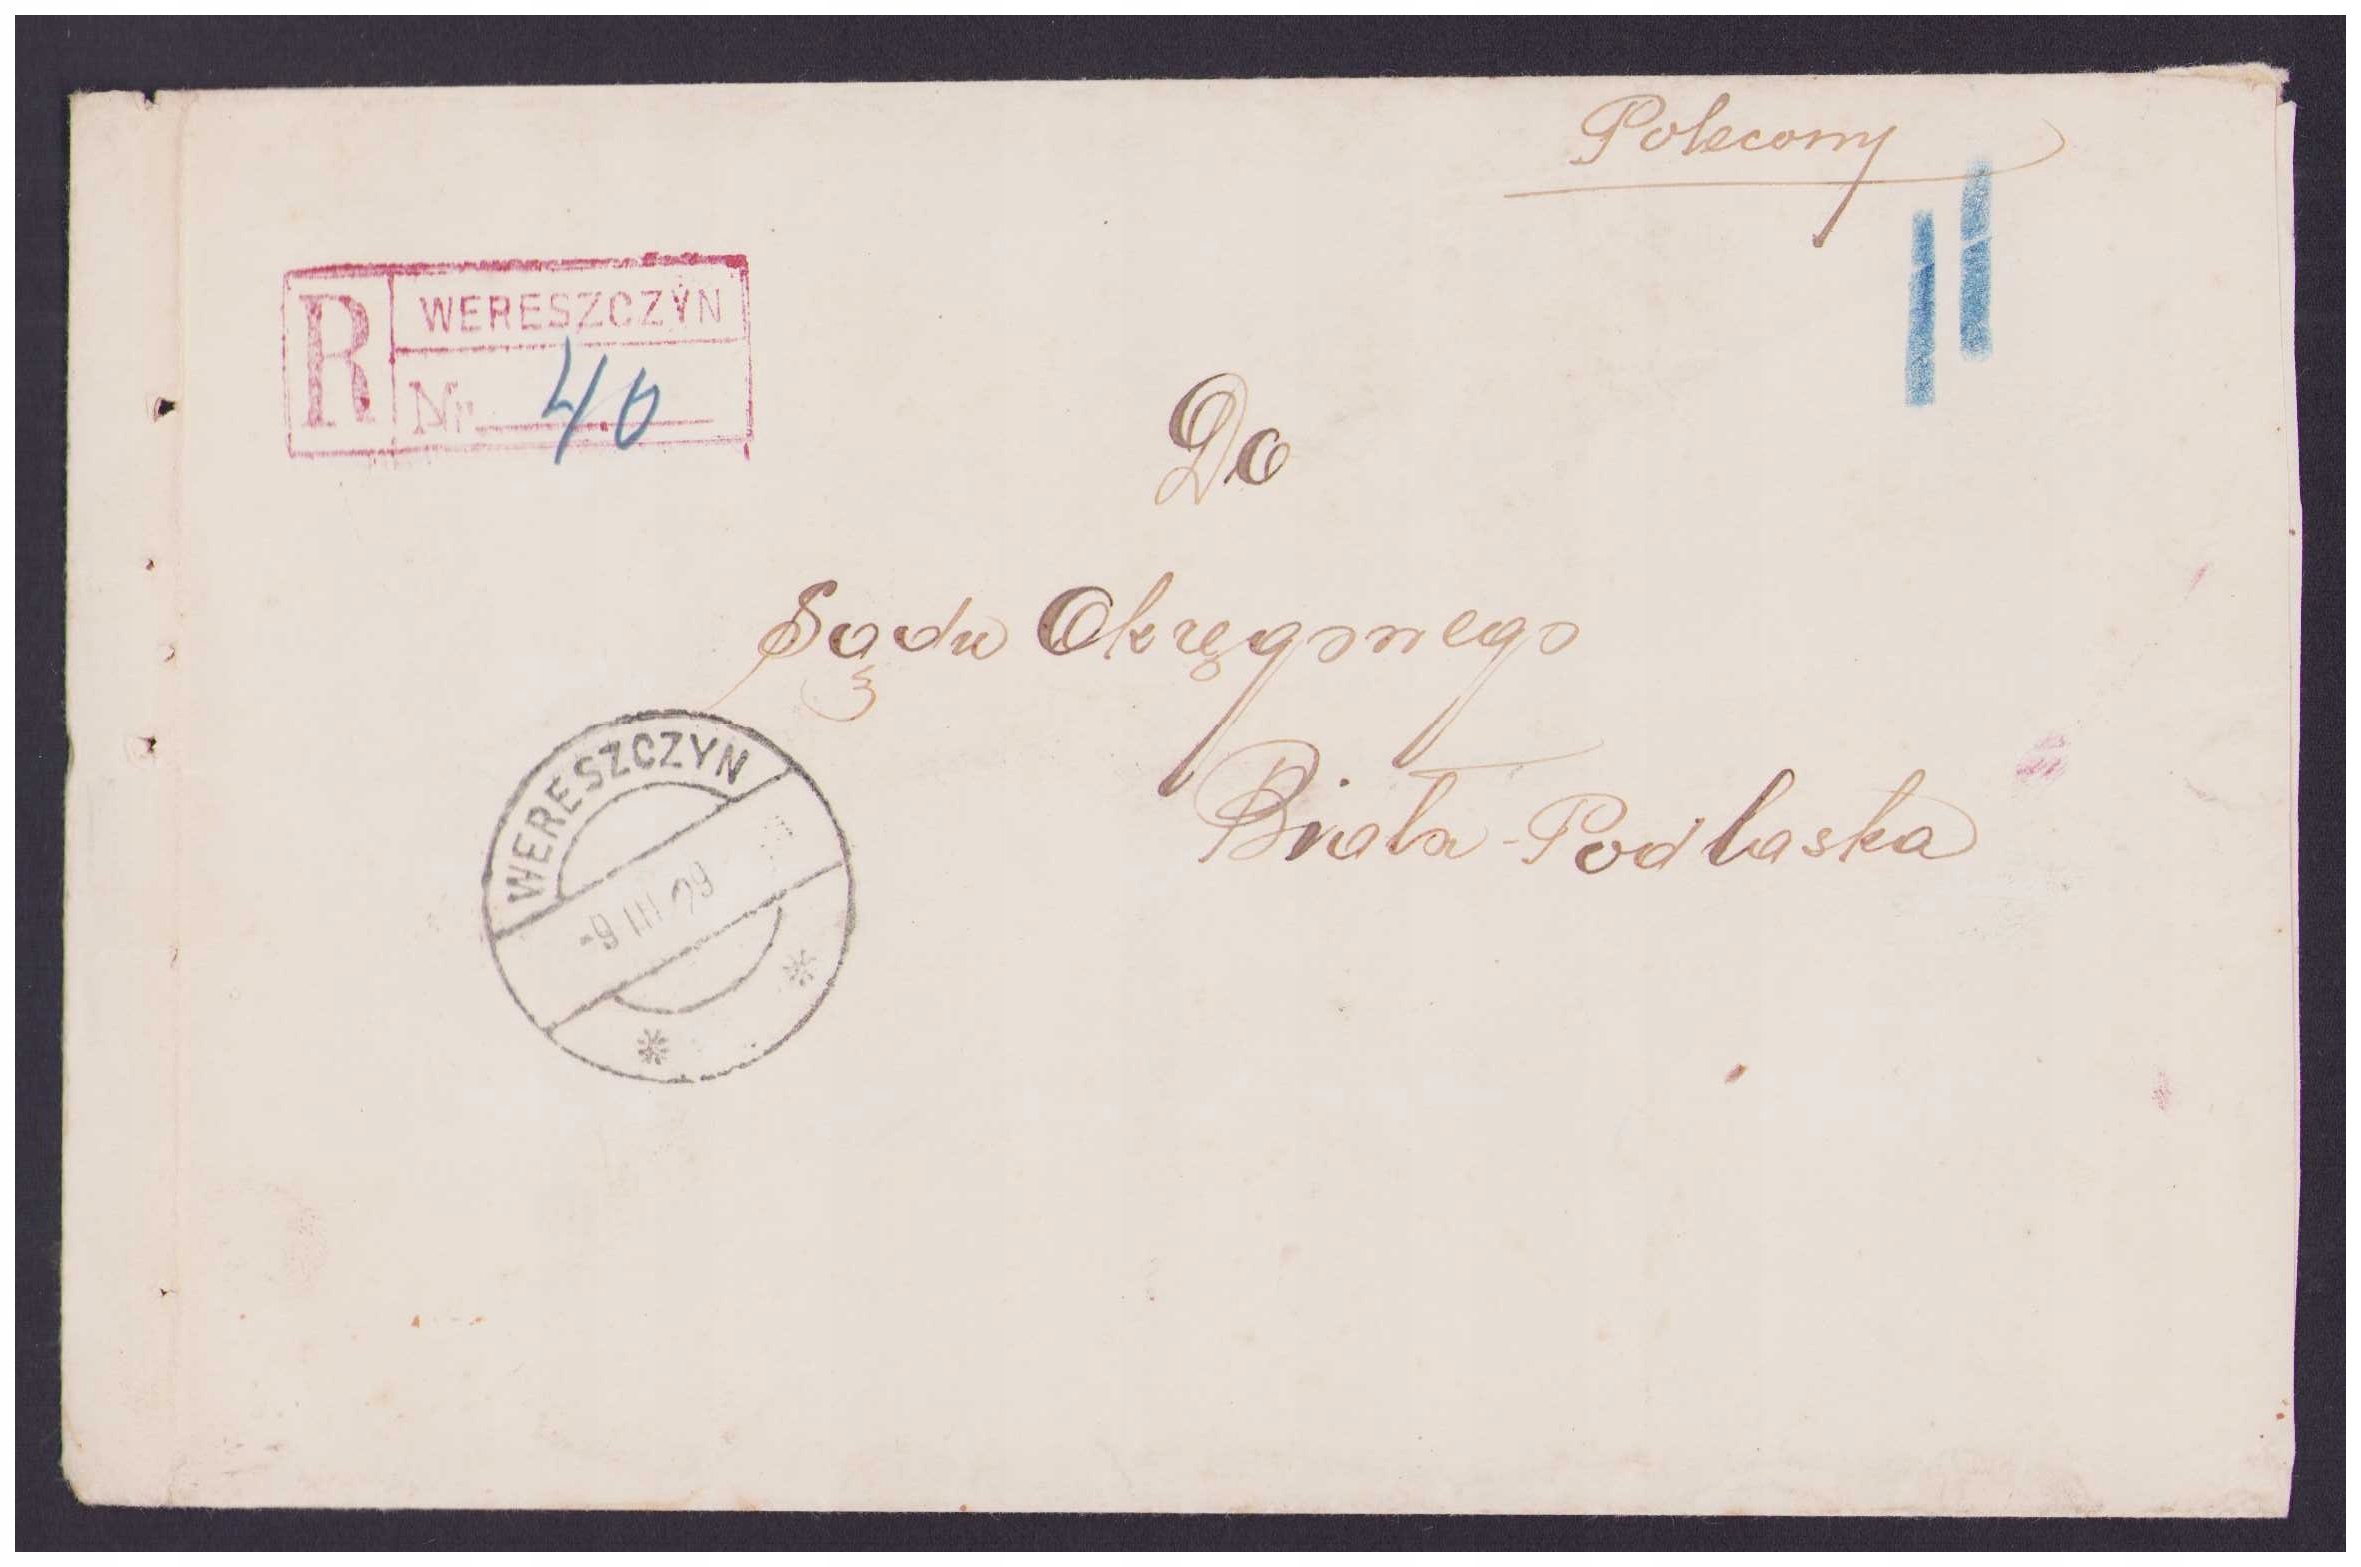 Polecony
R
WERESZCZYN
Nr. 40
Do
Sądu Okręgowego
Biała-Podlaska
WERESZCZYN
-9 III 29
* *